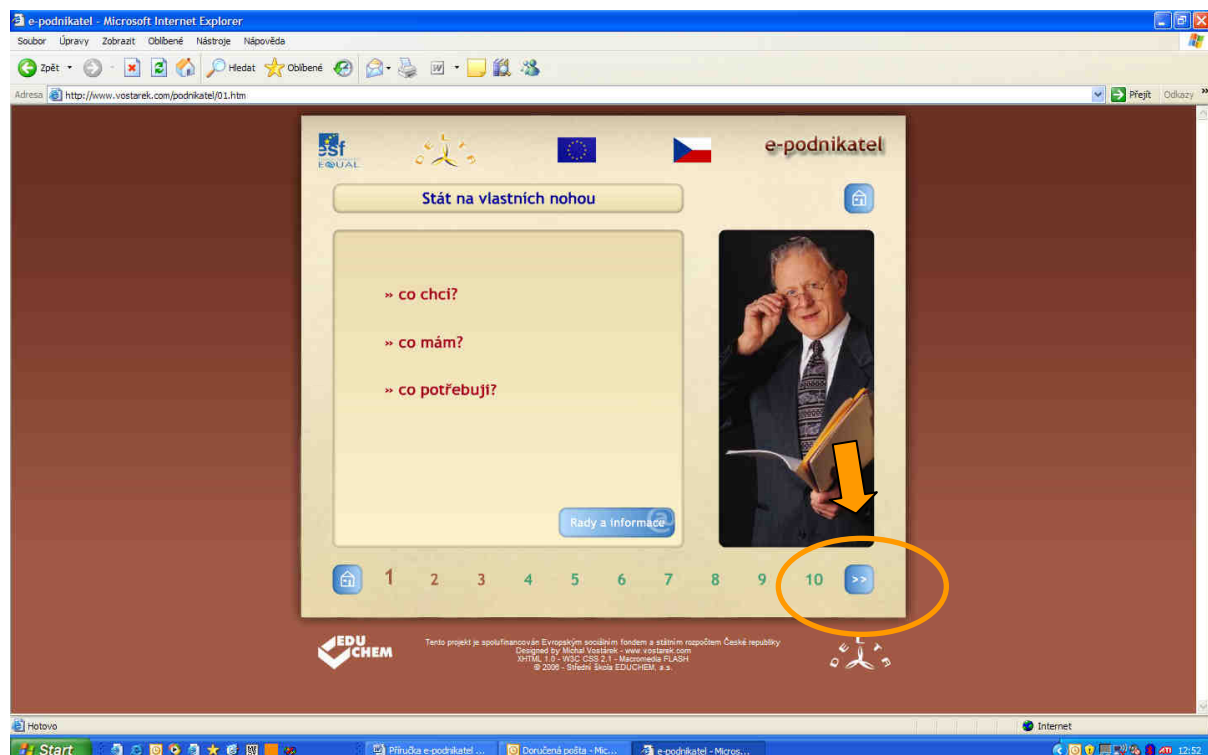 e-podnikatel - Microsoft Internet Explorer
Soubor Úpravy Zobrazit Oblíbené Nástroje Nápověda
Zpět Hledat Oblíbené
Adresa http://www.vostarek.com/podnikatel/01.htm Přejít Odkazy »
esf
EQUAL
e-podnikatel
Stát na vlastních nohou
» co chci?
» co mám?
» co potřebuji?
Rady a informace
1 2 3 4 5 6 7 8 9 10 >>
EDU
CHEM
Tento projekt je spolufinancován Evropským sociálním fondem a státním rozpočtem České republiky
Designed by Michal Vostárek - www.vostarek.com
XHTML 1.0 - W3C CSS 2.1 - Macromedia FLASH
© 2006 - Střední škola EDUCHEM, a.s.
Hotovo Internet
Start Příručka e-podnikatel ... Doručená pošta - Mic... e-podnikatel - Micros... 12:52